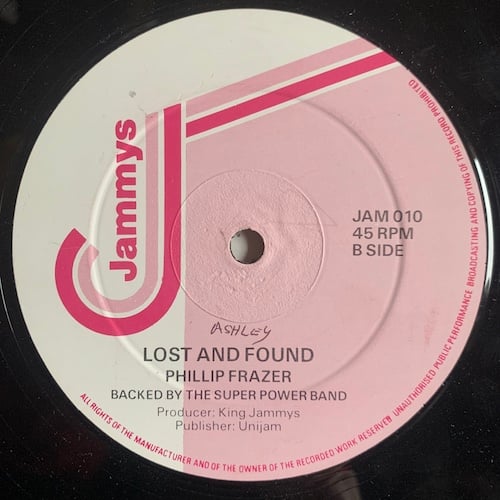 Jammys
JAM 010
45 RPM
B SIDE
ASHLEY
LOST AND FOUND
PHILLIP FRAZER
BACKED BY THE SUPER POWER BAND
Producer: King Jammys
Publisher: Unijam
ALL RIGHTS OF THE MANUFACTURER AND OF THE OWNER OF THE RECORDED WORK RESERVED UNAUTHORISED PUBLIC PERFORMANCE BROADCASTING AND COPYING OF THIS RECORD PROHIBITED